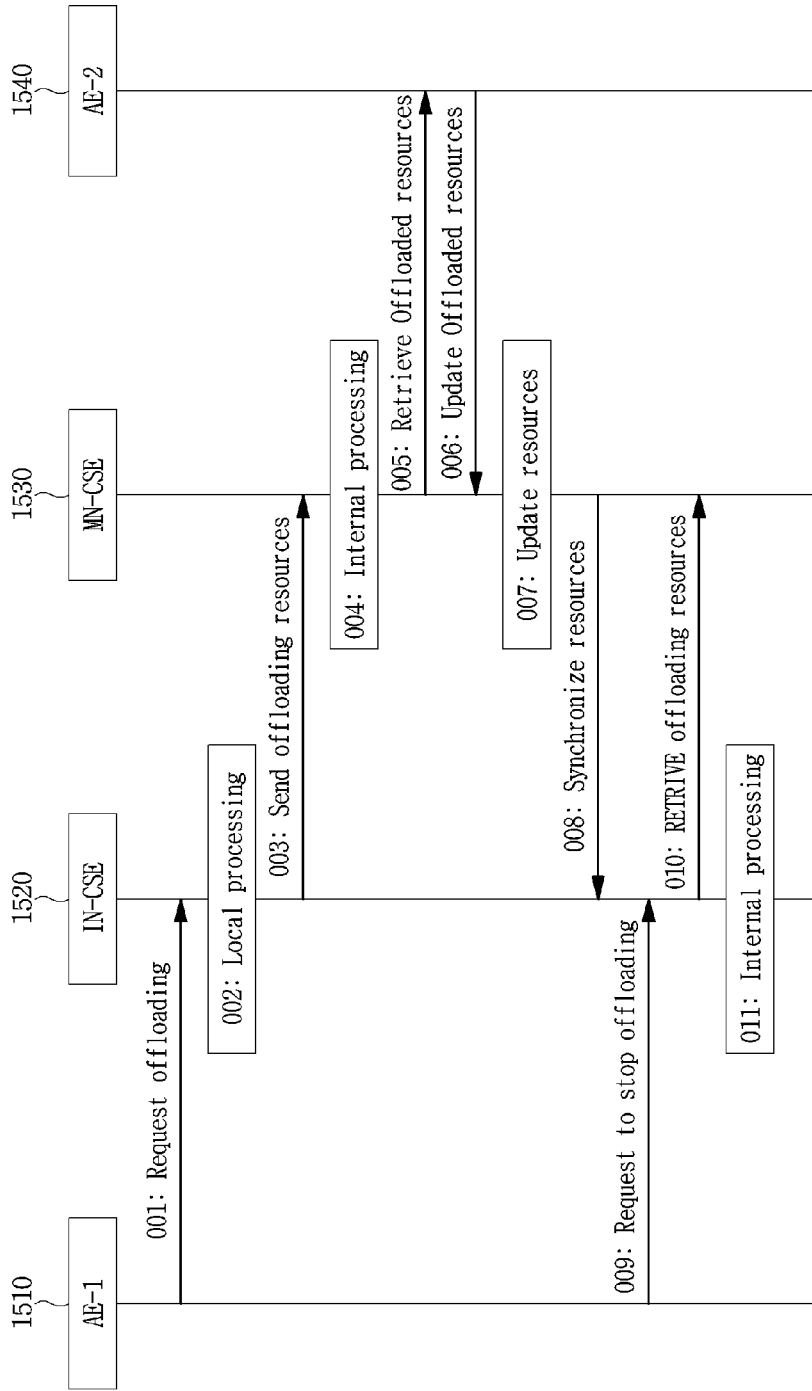 1510
1520
1530
1540
AE-1
IN-CSE
MN-CSE
AE-2
001: Request offloading
002: Local processing
003: Send offloading resources
004: Internal processing
005: Retrieve Offloaded resources
006: Update Offloaded resources
007: Update resources
008: Synchronize resources
009: Request to stop offloading
010: RETRIVE offloading resources
011: Internal processing